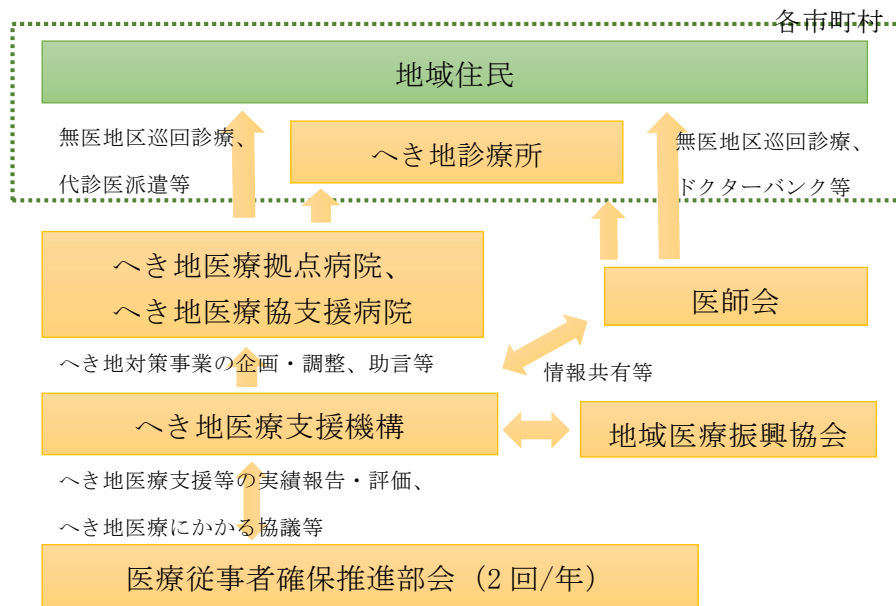 各市町村
地域住民
無医地区巡回診療、
代診医派遣等
へき地診療所
無医地区巡回診療、
ドクターバンク等
へき地医療拠点病院、
へき地医療協支援病院
医師会
へき地対策事業の企画・調整、助言等
情報共有等
へき地医療支援機構
地域医療振興協会
へき地医療支援等の実績報告・評価、
へき地医療にかかる協議等
医療従事者確保推進部会（2 回/年）